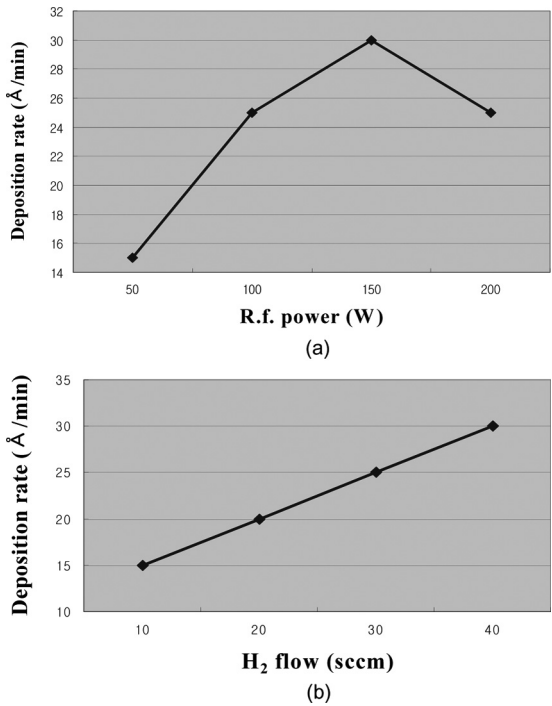 32
30
28
26
24
22
20
18
16
14
Deposition rate (Å/min)
50 100 150 200
R.f. power (W)
(a)
35
30
25
20
15
10
Deposition rate (Å/min)
10 20 30 40
H₂ flow (sccm)
(b)